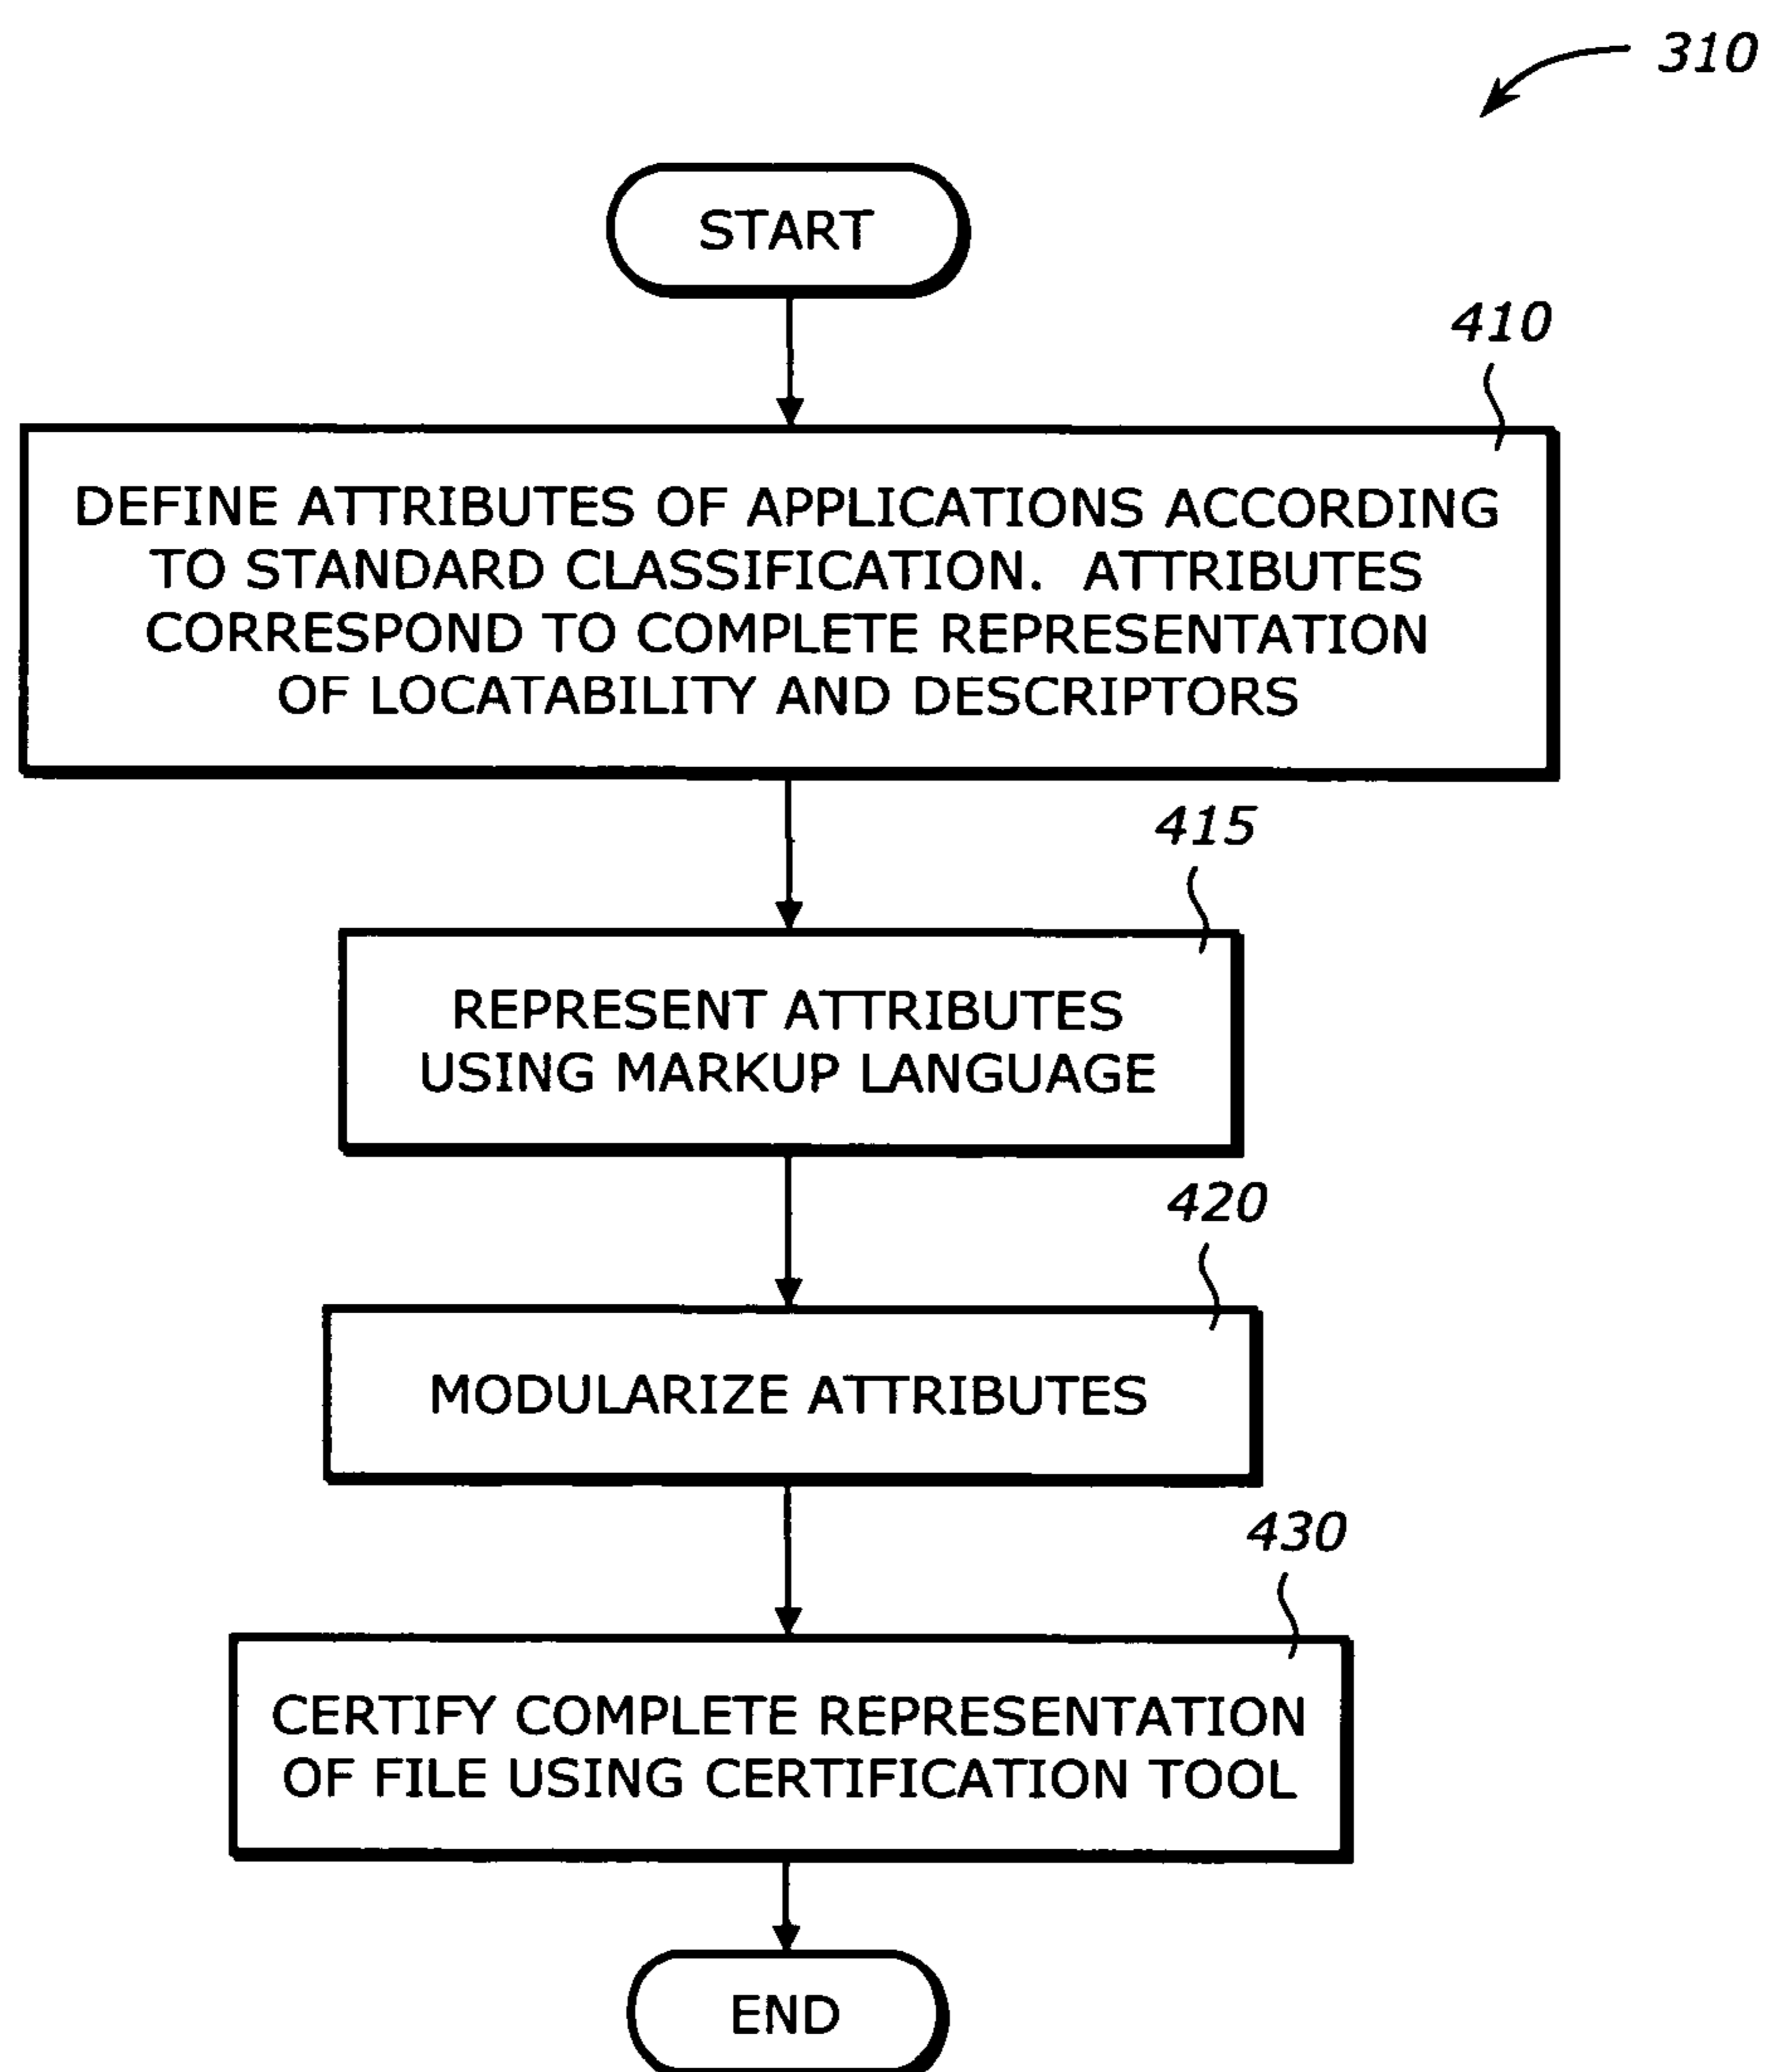 310
START
410
DEFINE ATTRIBUTES OF APPLICATIONS ACCORDING
TO STANDARD CLASSIFICATION. ATTRIBUTES
CORRESPOND TO COMPLETE REPRESENTATION
OF LOCATABILITY AND DESCRIPTORS
415
REPRESENT ATTRIBUTES
USING MARKUP LANGUAGE
420
MODULARIZE ATTRIBUTES
430
CERTIFY COMPLETE REPRESENTATION
OF FILE USING CERTIFICATION TOOL
END